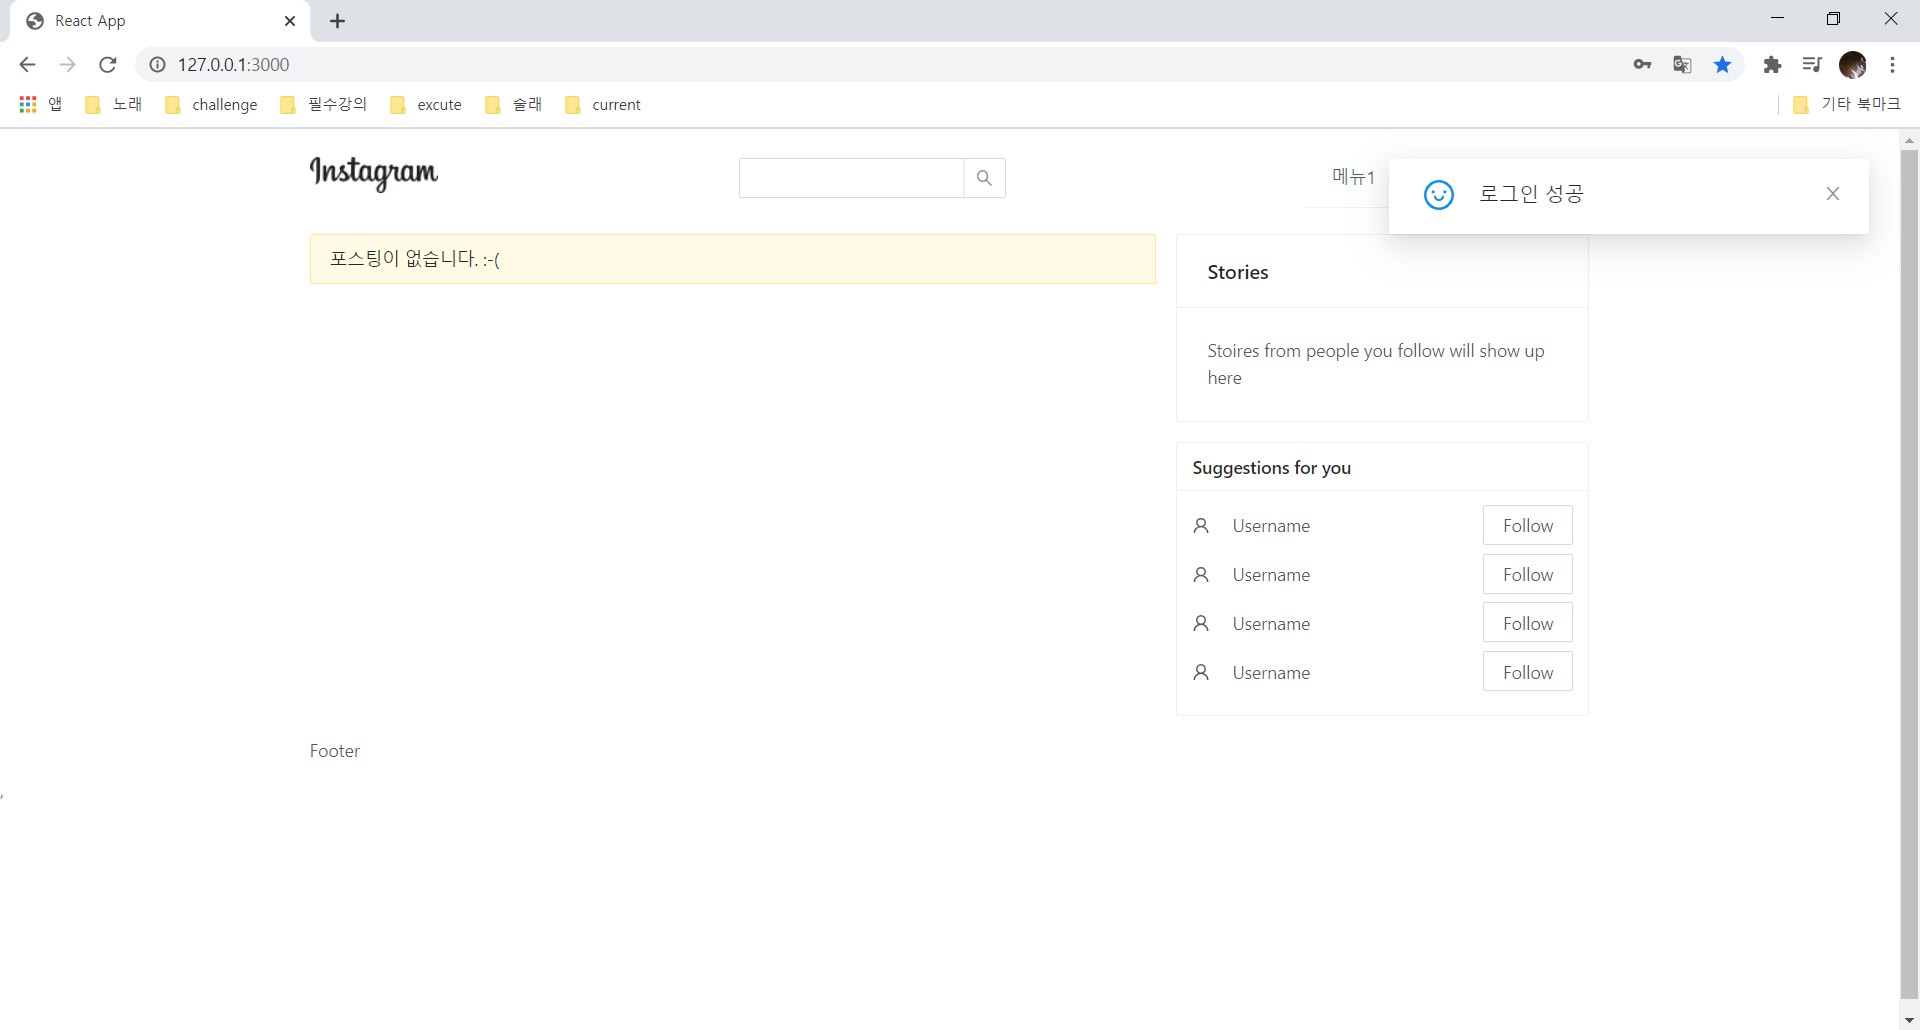 React App
127.0.0.1:3000
앱 노래 challenge 필수강의 excute 술래 current 기타 북마크
Instagram
메뉴1
로그인 성공
포스팅이 없습니다. :-(
Stories
Stoires from people you follow will show up
here
Suggestions for you
Username Follow
Username Follow
Username Follow
Username Follow
Footer
,